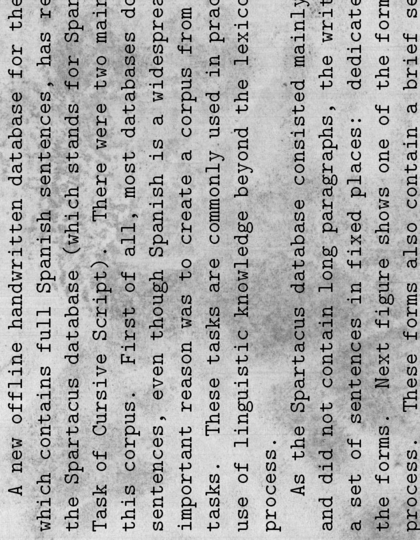 A new offline handwritten database for the
which contains full Spanish sentences, has re
the Spartacus database (which stands for Spar
Task of Cursive Script). There were two main
this corpus. First of all, most databases do
sentences, even though Spanish is a widesprea
important reason was to create a corpus from
tasks. These tasks are commonly used in prac
use of linguistic knowledge beyond the lexico
process.
As the Spartacus database consisted mainly
and did not contain long paragraphs, the writ
a set of sentences in fixed places: dedicate
the forms. Next figure shows one of the form
process. These forms also contain a brief se